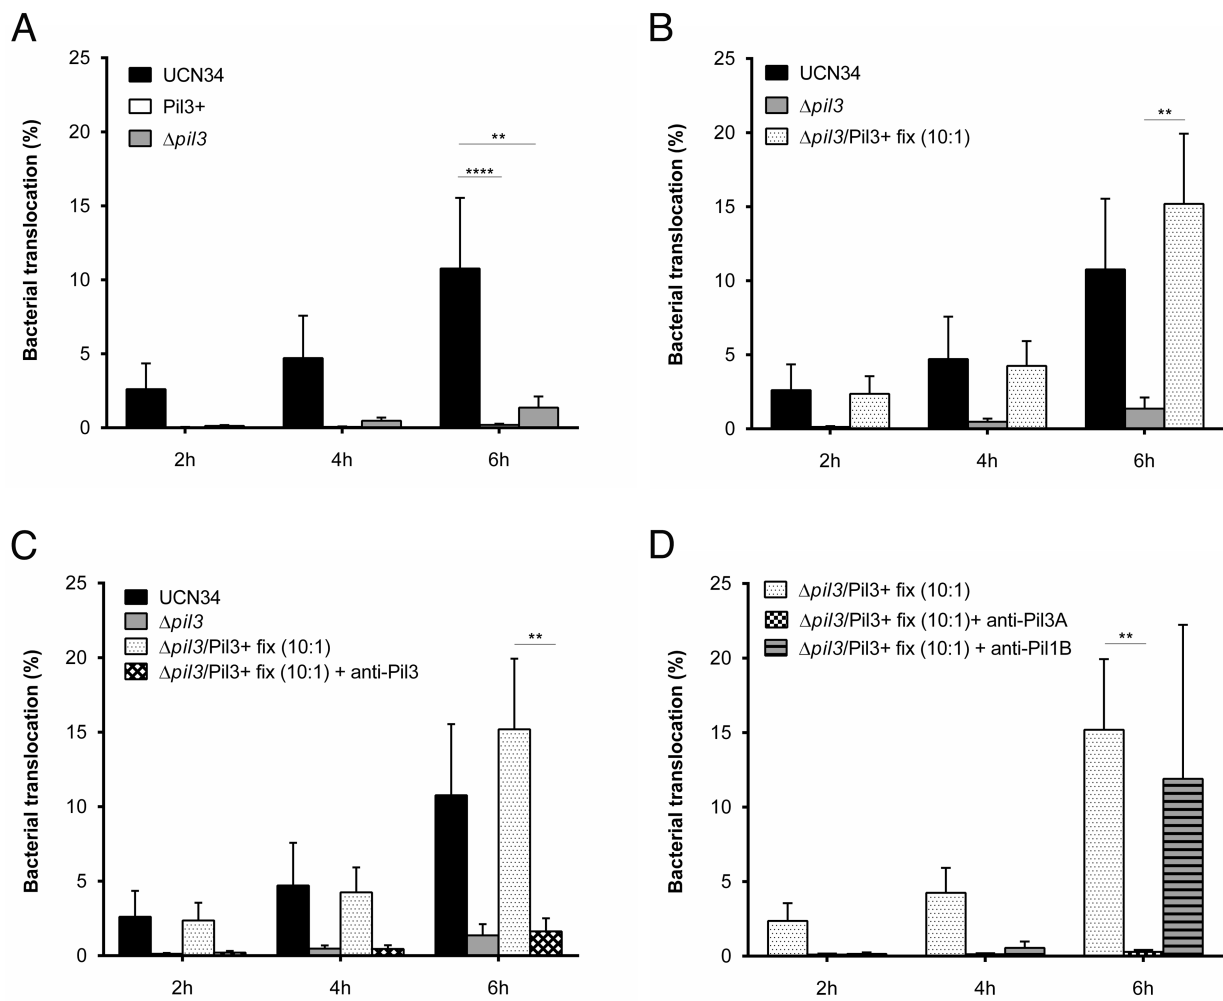 A
25
20
15
10
5
0
Bacterial translocation (%)
UCN34
Pil3+
Δpil3
**
****
2h 4h 6h
B
25
20
15
10
5
0
Bacterial translocation (%)
UCN34
Δpil3
Δpil3/Pil3+ fix (10:1)
**
2h 4h 6h
C
25
20
15
10
5
0
Bacterial translocation (%)
UCN34
Δpil3
Δpil3/Pil3+ fix (10:1)
Δpil3/Pil3+ fix (10:1) + anti-Pil3
**
2h 4h 6h
D
25
20
15
10
5
0
Bacterial translocation (%)
Δpil3/Pil3+ fix (10:1)
Δpil3/Pil3+ fix (10:1)+ anti-Pil3A
Δpil3/Pil3+ fix (10:1) + anti-Pil1B
**
2h 4h 6h